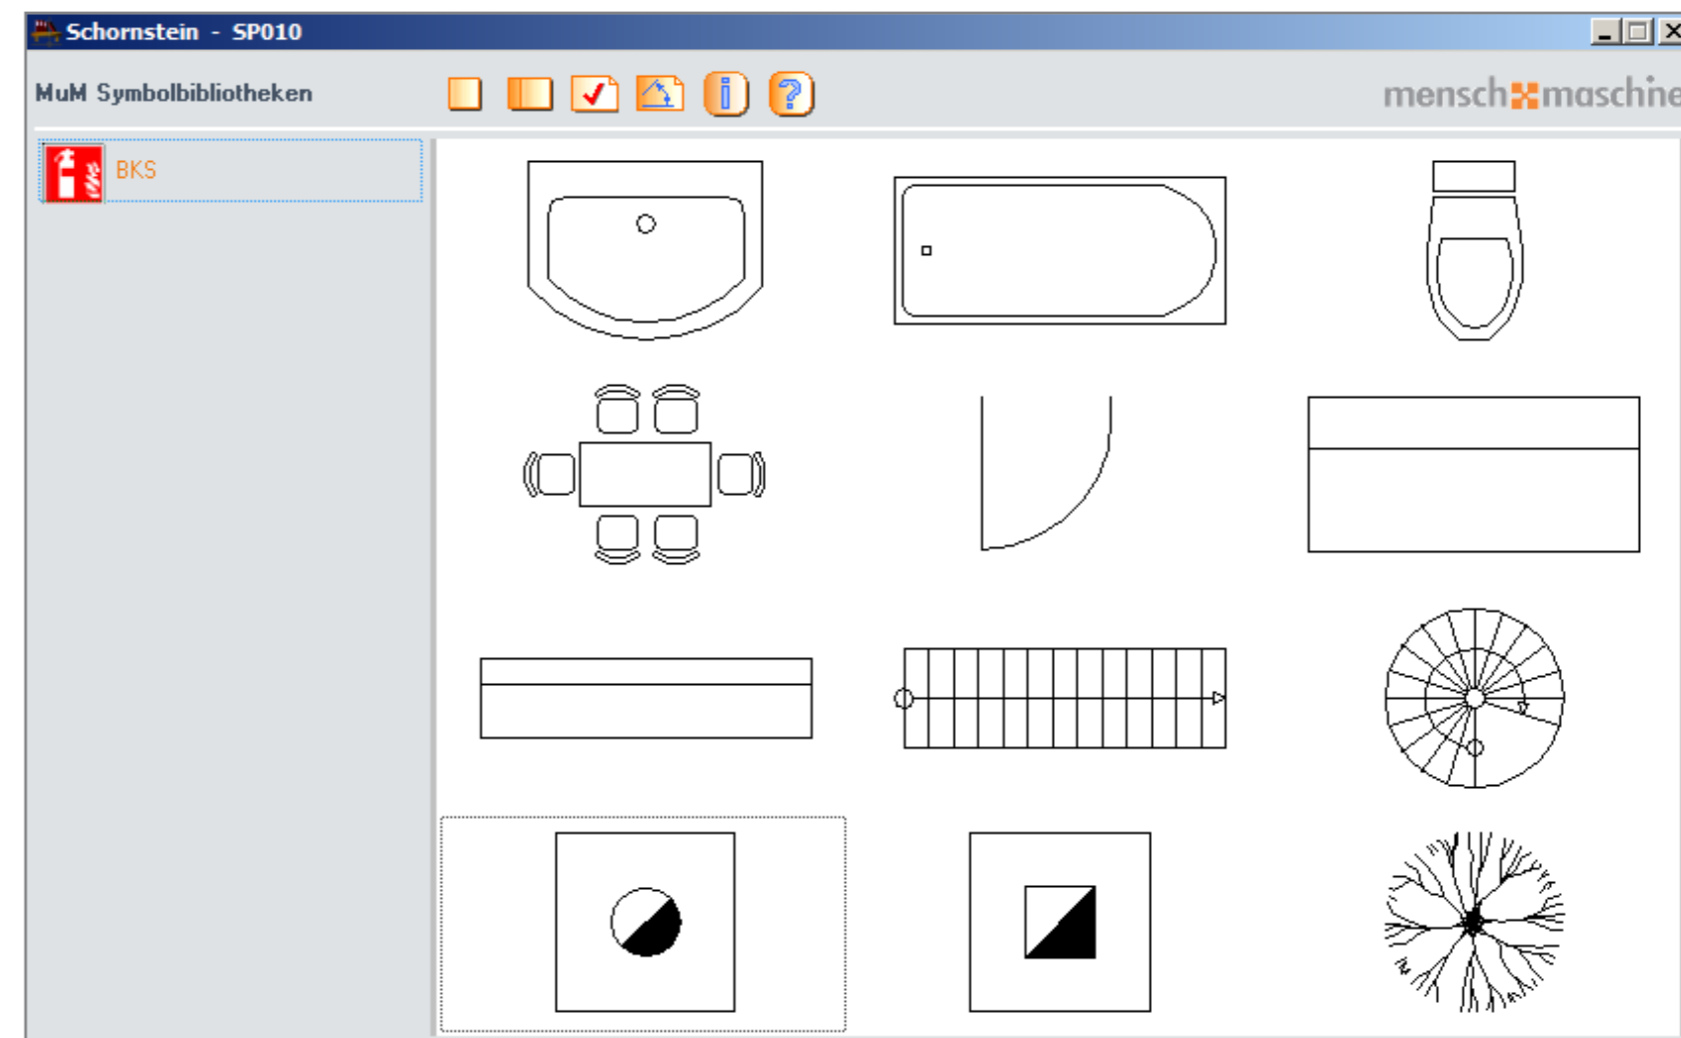 Schornstein - SP010
MuM Symbolbibliotheken
mensch maschine
BKS